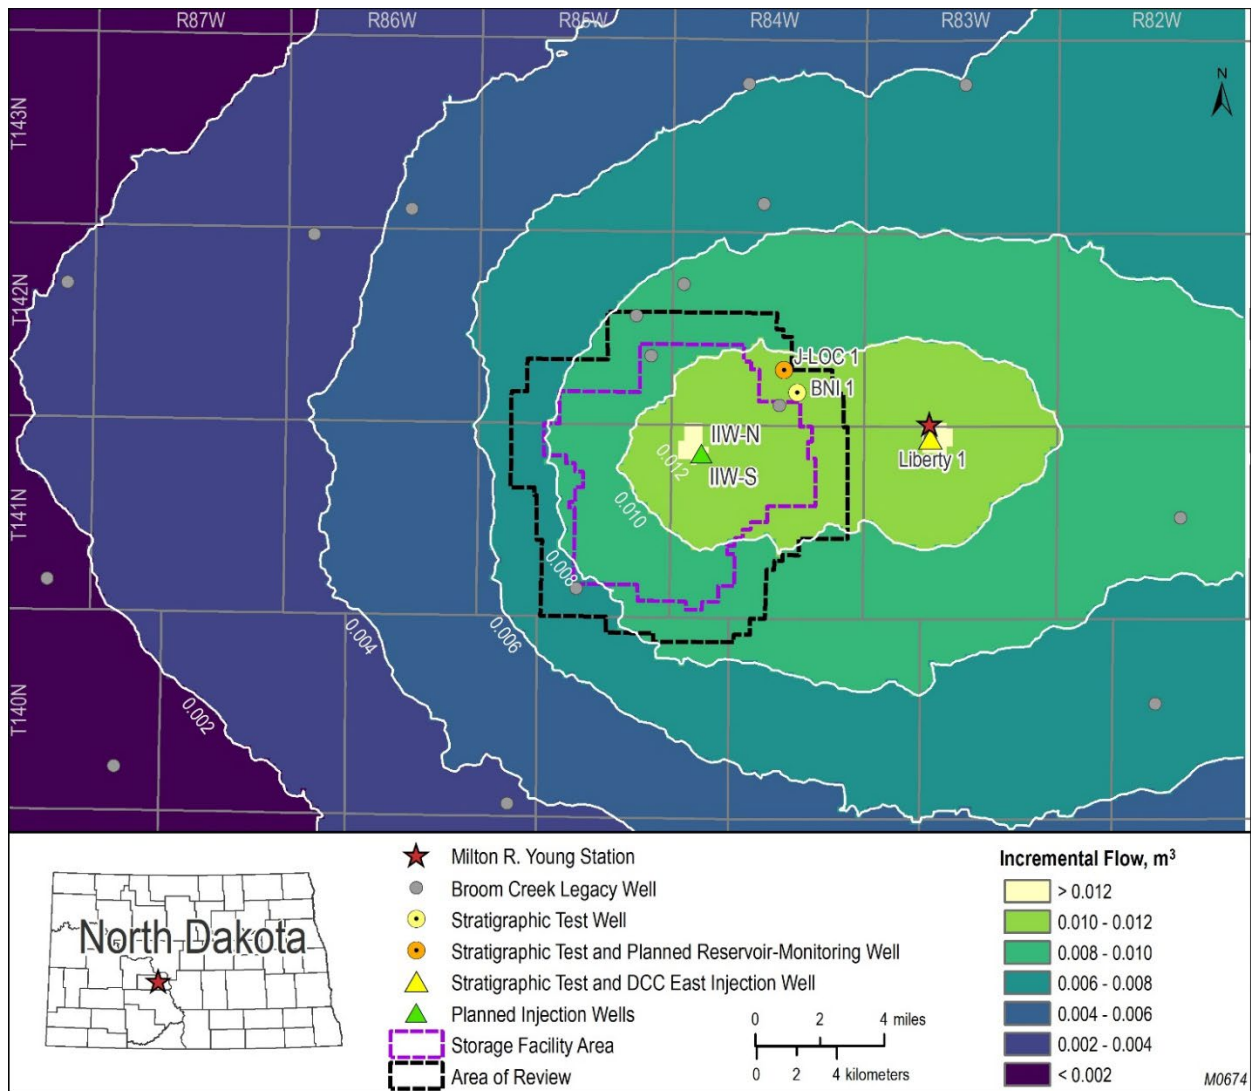 R87W R86W R85W R84W R83W R82W
N
T143N
T142N
J-LOC 1
BNI 1
IIW-N
0.012
Liberty 1
IIW-S
0.010
T141N
0.008
0.004
0.006
T140N
0.002
Milton R. Young Station
Broom Creek Legacy Well
Stratigraphic Test Well
Stratigraphic Test and Planned Reservoir-Monitoring Well
Stratigraphic Test and DCC East Injection Well
Planned Injection Wells
Storage Facility Area
Area of Review
North Dakota
0 2 4 miles
0 2 4 kilometers
Incremental Flow, m³
> 0.012
0.010 - 0.012
0.008 - 0.010
0.006 - 0.008
0.004 - 0.006
0.002 - 0.004
< 0.002
M0674